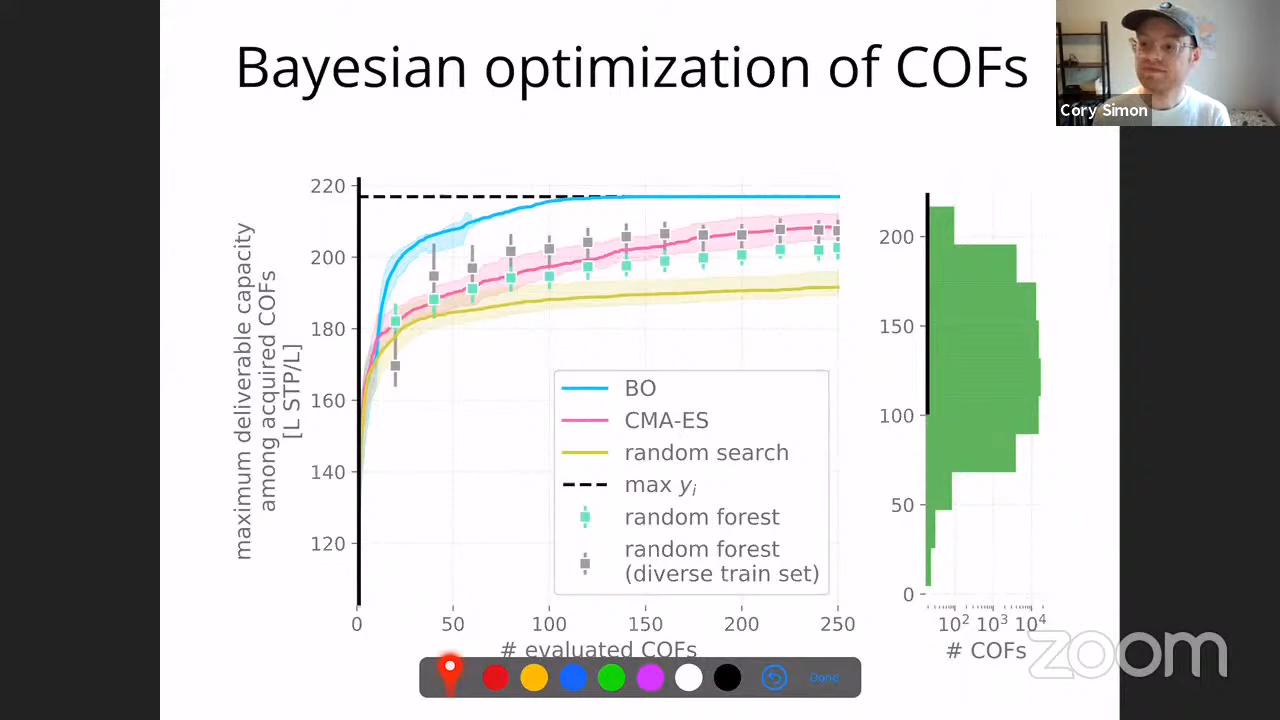 Bayesian optimization of COFs
Cory Simon
maximum deliverable capacity
among acquired COFs
[L STP/L]
220
200
180
160
140
120
0
50
100
150
200
250
# evaluated COFs
BO
CMA-ES
random search
max yᵢ
random forest
random forest
(diverse train set)
200
150
100
50
0
10² 10³ 10⁴
# COFs
Done
zoom